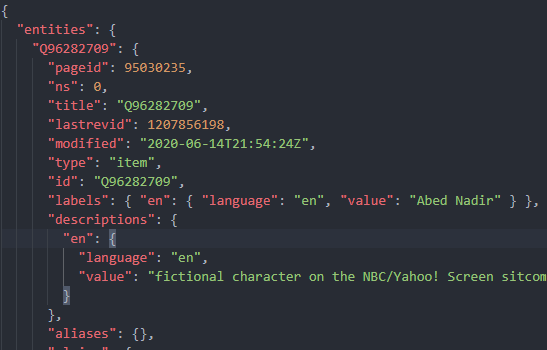 {
"entities": {
"Q96282709": {
"pageid": 95030235,
"ns": 0,
"title": "Q96282709",
"lastrevid": 1207856198,
"modified": "2020-06-14T21:54:24Z",
"type": "item",
"id": "Q96282709",
"labels": { "en": { "language": "en", "value": "Abed Nadir" } },
"descriptions": {
"en": {
"language": "en",
"value": "fictional character on the NBC/Yahoo! Screen sitcom
}
},
"aliases": {},